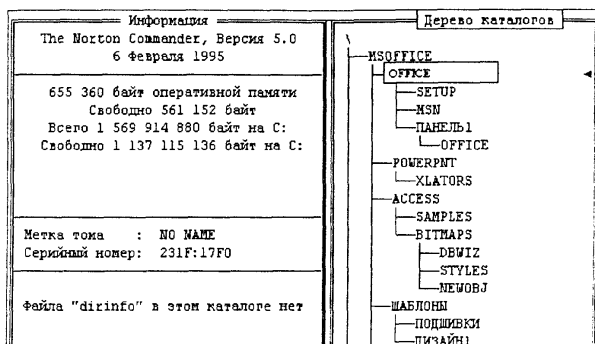 Информация
The Norton Commander, Версия 5.0
6 Февраля 1995
655 360 байт оперативной памяти
Свободно 561 152 байт
Всего 1 569 914 880 байт на C:
Свободно 1 137 115 136 байт на C:
Метка тома : NO NAME
Серийный номер: 231F:17F0
Файла "dirinfo" в этом каталоге нет
Дерево каталогов
\
MSOFFICE
OFFICE
SETUP
MSN
ПАНЕЛЬ1
OFFICE
POWERPNT
XLATORS
ACCESS
SAMPLES
BITMAPS
DBWIZ
STYLES
NEWOBJ
ШАБЛОНЫ
ПОДШИВКИ
ДИЗАЙН1